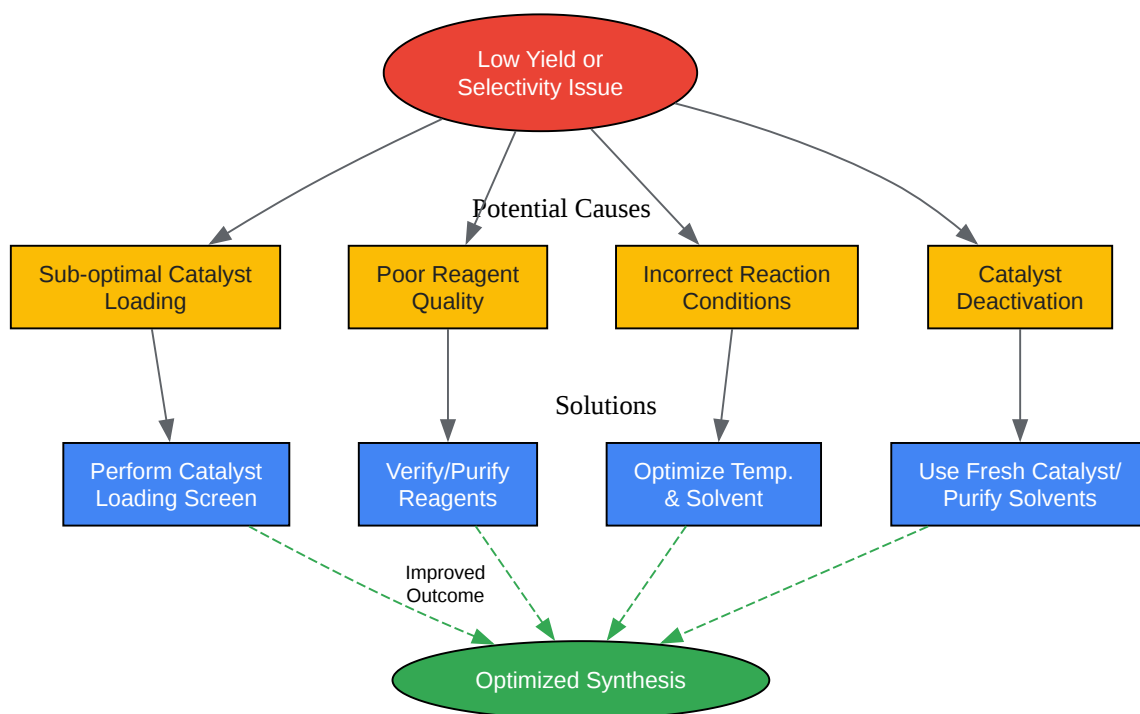 Low Yield or
Selectivity Issue
Potential Causes
Sub-optimal Catalyst
Loading
Poor Reagent
Quality
Incorrect Reaction
Conditions
Catalyst
Deactivation
Solutions
Perform Catalyst
Loading Screen
Verify/Purify
Reagents
Optimize Temp.
& Solvent
Use Fresh Catalyst/
Purify Solvents
Improved
Outcome
Optimized Synthesis